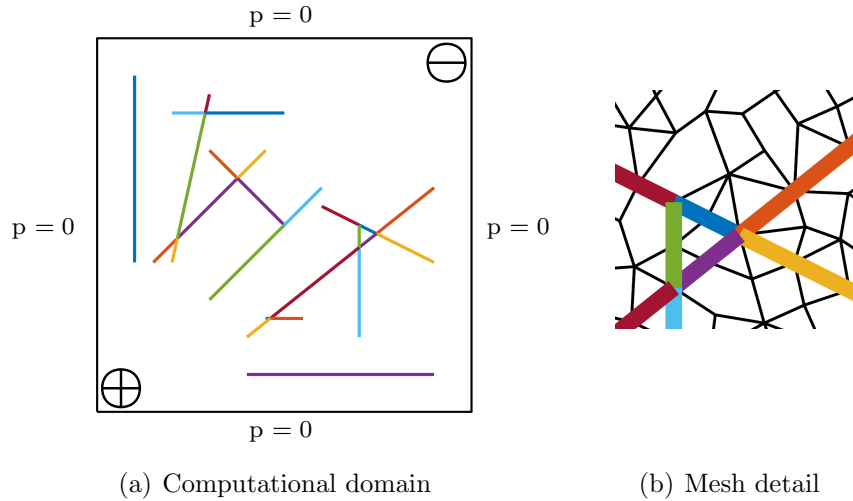 p = 0
p = 0
p = 0
p = 0
(a) Computational domain
(b) Mesh detail